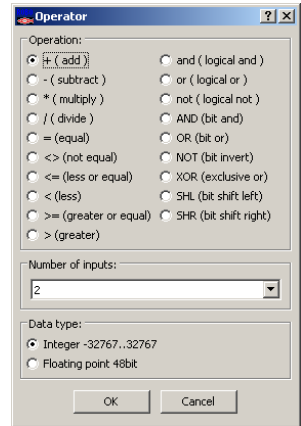 Operator
Operation:
+ ( add )
- ( subtract )
* ( multiply )
/ ( divide )
= (equal)
<> (not equal)
<= (less or equal)
< (less)
>= (greater or equal)
> (greater)
and ( logical and )
or ( logical or )
not ( logical not )
AND (bit and)
OR (bit or)
NOT (bit invert)
XOR (exclusive or)
SHL (bit shift left)
SHR (bit shift right)
Number of inputs:
2
Data type:
Integer -32767..32767
Floating point 48bit
OK
Cancel